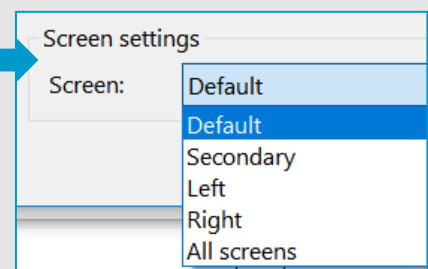 Screen settings
Screen: Default
Default
Secondary
Left
Right
All screens